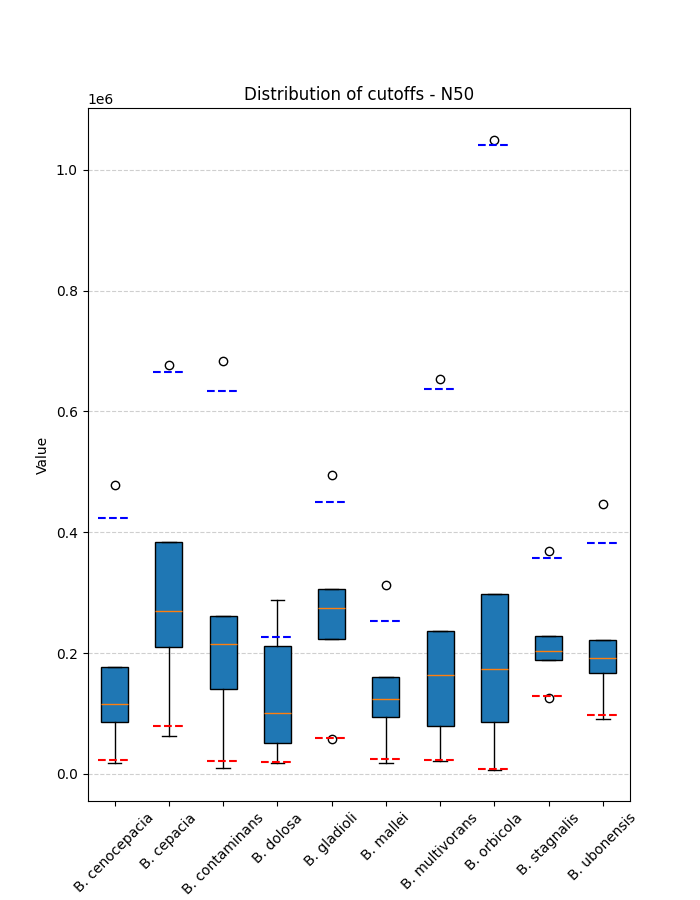 Distribution of cutoffs - N50
1e6
1.0
0.8
0.6
0.4
0.2
0.0
Value
B. cenocepacia
B. cepacia
B. contaminans
B. dolosa
B. gladioli
B. mallei
B. multivorans
B. orbicola
B. stagnalis
B. ubonensis